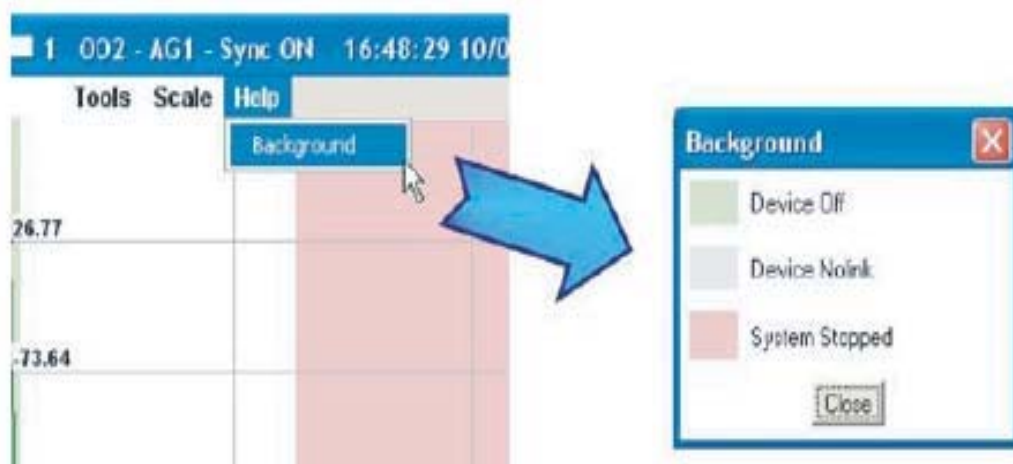 1 002 - AG1 - Sync ON 16:48:29 10/0
Tools Scale Help
Background
26.77
-73.64
Background
Device Off
Device Nolink
System Stopped
Close